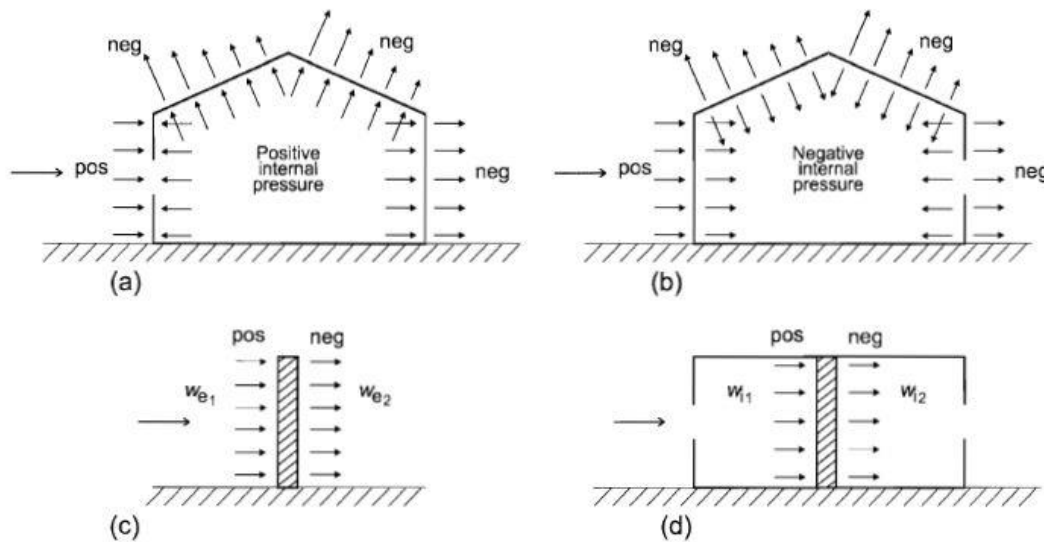 neg
neg
pos
Positive
internal
pressure
neg
(a)
neg
neg
pos
Negative
internal
pressure
neg
(b)
pos neg
we1 we2
(c)
pos neg
wi1 wi2
(d)